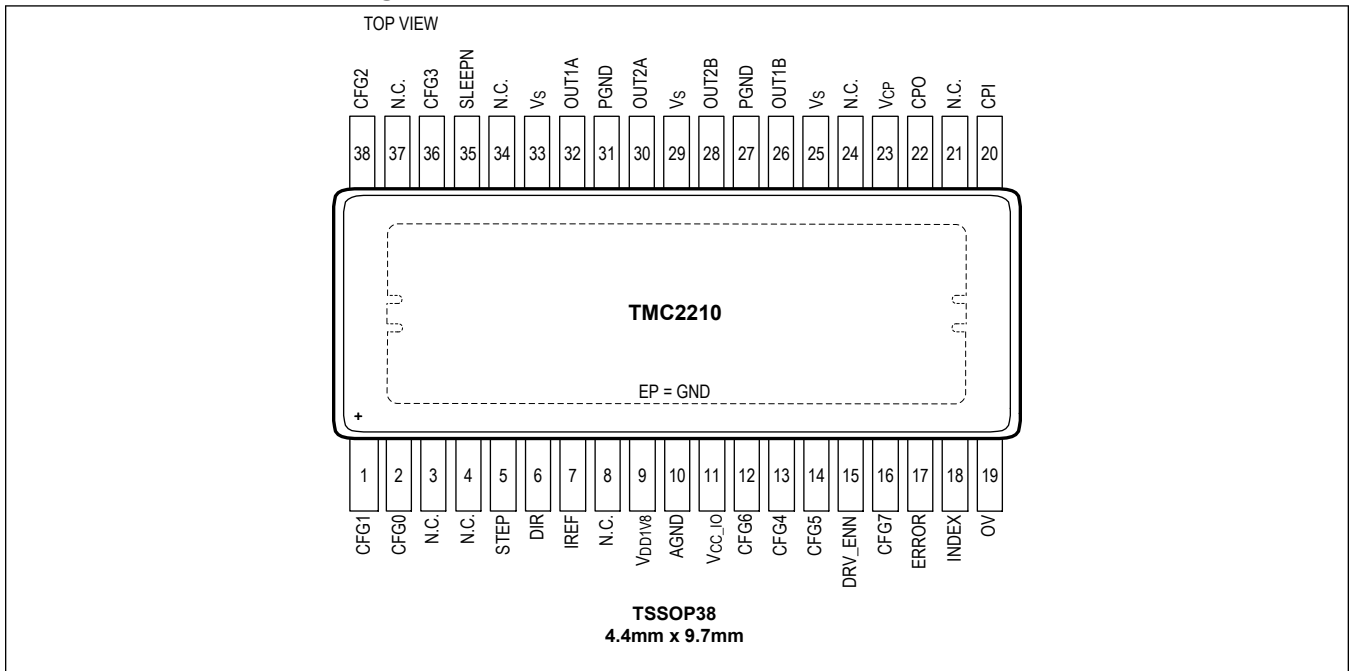 TOP VIEW
CFG2 N.C. CFG3 SLEEPN N.C. VS OUT1A PGND OUT2A VS OUT2B PGND OUT1B VS N.C. VCP CPO N.C. CPI
38 37 36 35 34 33 32 31 30 29 28 27 26 25 24 23 22 21 20
TMC2210
EP = GND
+
1 2 3 4 5 6 7 8 9 10 11 12 13 14 15 16 17 18 19
CFG1 CFG0 N.C. N.C. STEP DIR IREF N.C. VDD1V8 AGND VCC_IO CFG6 CFG4 CFG5 DRV_ENN CFG7 ERROR INDEX OV
TSSOP38
4.4mm x 9.7mm